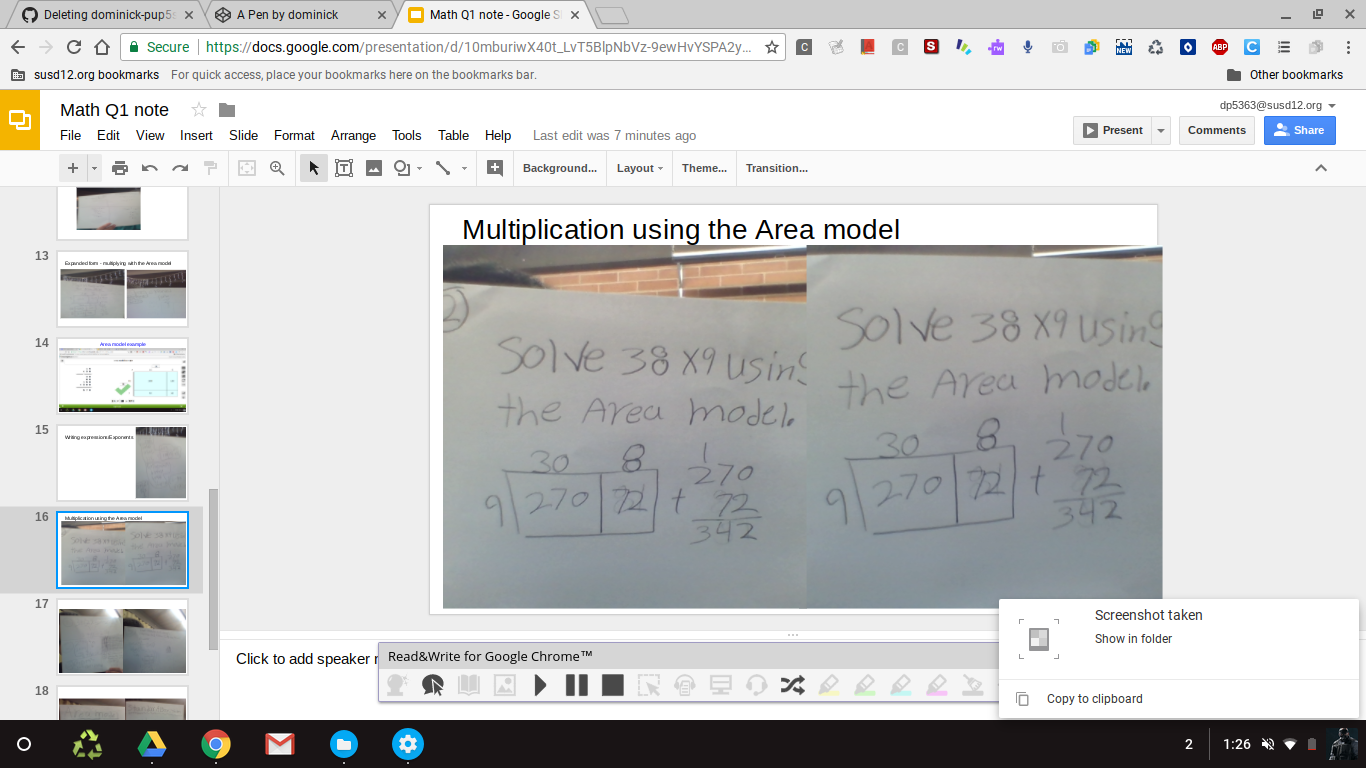 Deleting dominick-pup5
A Pen by dominick
Math Q1 note - Google Sl
Secure
https://docs.google.com/presentation/d/10mburiwX40t_LvT5BlpNbVz-9ewHvYSPA2y...
susd12.org bookmarks
For quick access, place your bookmarks here on the bookmarks bar.
Other bookmarks
Math Q1 note
dp5363@susd12.org
File Edit View Insert Slide Format Arrange Tools Table Help
Last edit was 7 minutes ago
Present
Comments
Share
Background...
Layout
Theme...
Transition...
13
Expanded form - multiplying with the Area model
14
Area model example
15
Writing expressions/Exponents
16
Multiplication using the Area model
17
18
Multiplication using the Area model
2)
Solve 38 x9 using
the Area model.
30 8
9 270 72
1
270
+ 72
342
Solve 38 x9 using
the Area model.
30 8
9 270 72
1
270
+ 72
342
Click to add speaker
Read&Write for Google Chrome™
Screenshot taken
Show in folder
Copy to clipboard
NEW
ABP
2
1:26